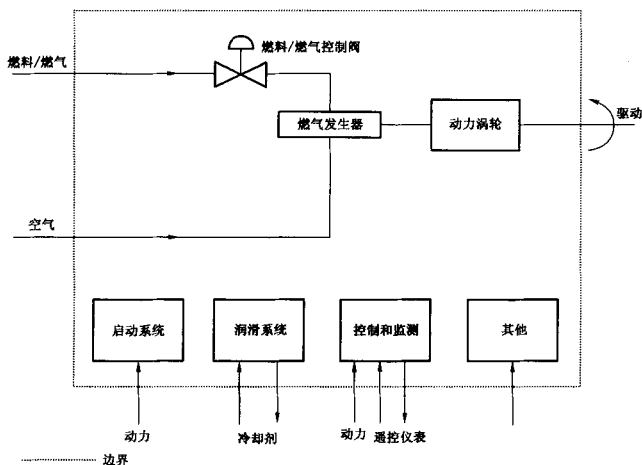 燃料/燃气控制阀
燃料/燃气
燃气发生器
动力涡轮
驱动
空气
启动系统
润滑系统
控制和监测
其他
动力
冷却剂
动力
遥控仪表
边界